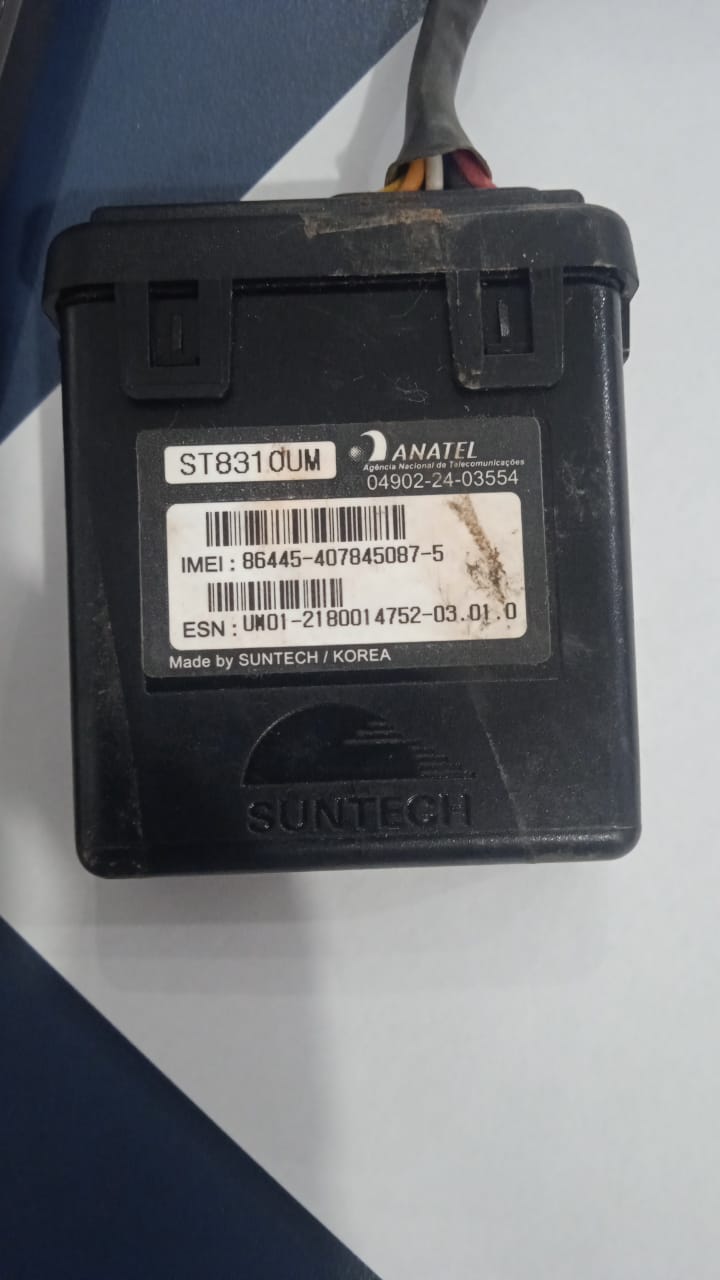 ST8310UM
ANATEL
Agência Nacional de Telecomunicações
04902-24-03554
IMEI : 86445-407845087-5
ESN : UM01-2180014752-03.01.0
Made by SUNTECH / KOREA
SUNTECH